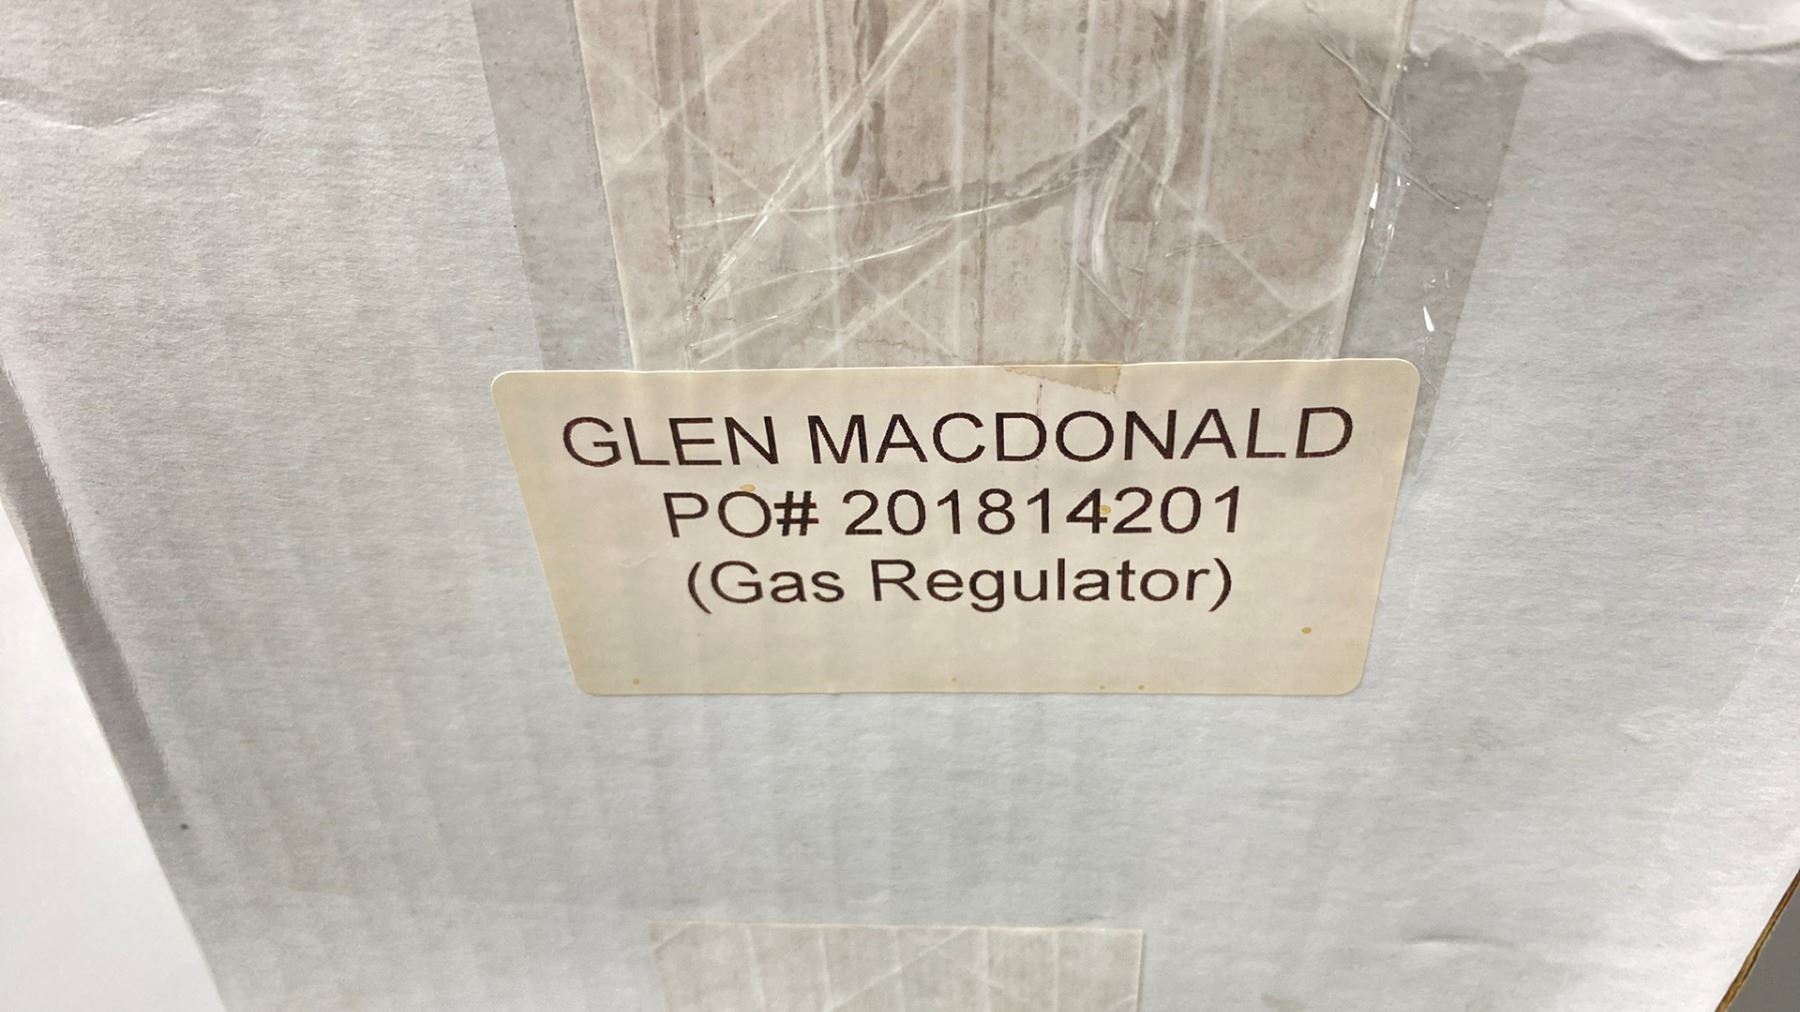 GLEN MACDONALD
PO# 201814201
(Gas Regulator)